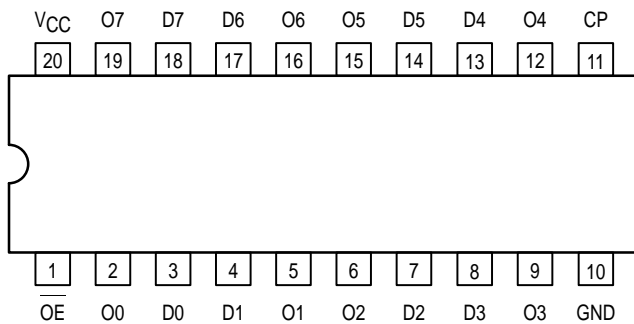 VCC O7 D7 D6 O6 O5 D5 D4 O4 CP
20 19 18 17 16 15 14 13 12 11
1 2 3 4 5 6 7 8 9 10
O̅E̅ O0 D0 D1 O1 O2 D2 D3 O3 GND